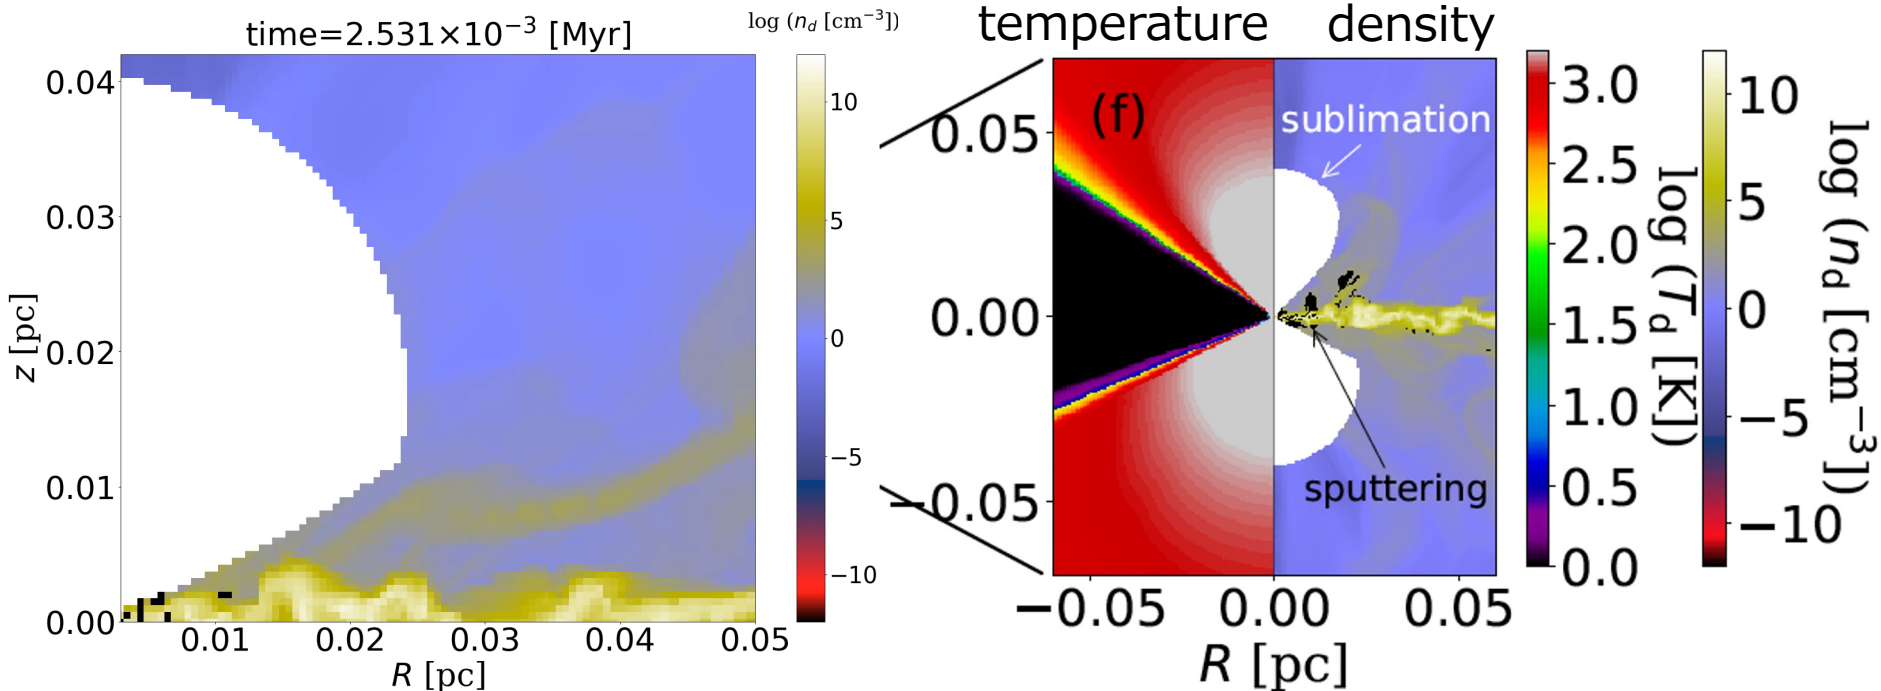 time=2.531×10⁻³ [Myr]
log (n_d [cm⁻³])
0.04
0.03
0.02
0.01
0.00
z [pc]
0.01 0.02 0.03 0.04 0.05
R [pc]
10
5
0
−5
−10
temperature density
(f)
sublimation
sputtering
0.05
0.00
−0.05
−0.05 0.00 0.05
R [pc]
3.0
2.5
2.0
1.5
1.0
0.5
0.0
log (T_d [K])
10
5
0
−5
−10
log (n_d [cm⁻³])